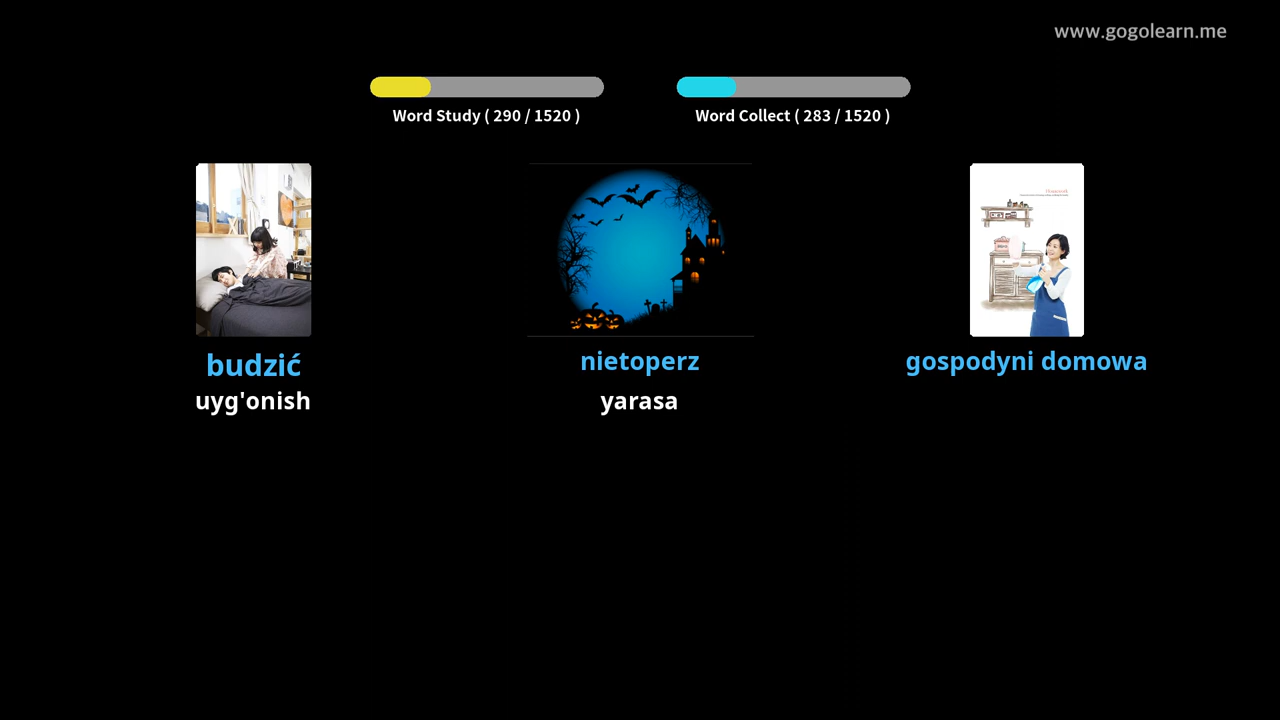 www.gogolearn.me
Word Study ( 290 / 1520 )
Word Collect ( 283 / 1520 )
budzić
nietoperz
gospodyni domowa
uyg'onish
yarasa